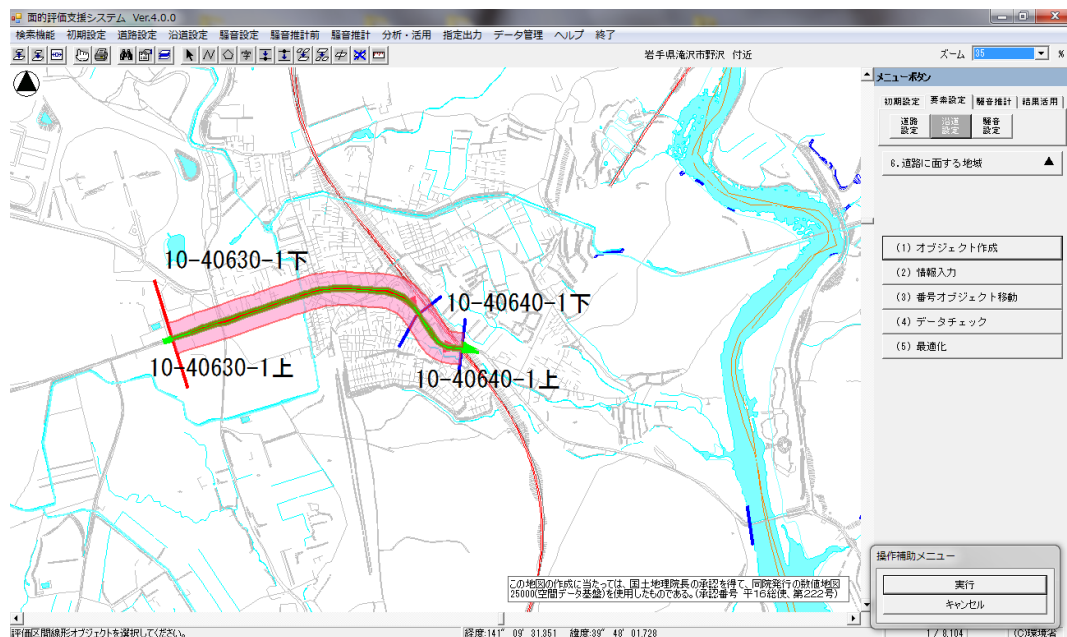 面的評価支援システム Ver.4.0.0
検索機能 初期設定 道路設定 沿道設定 騒音設定 騒音推計前 騒音推計 分析・活用 指定出力 データ管理 ヘルプ 終了
岩手県滝沢市野沢 付近
ズーム 35 %
メニューボタン
初期設定 要素設定 騒音推計 結果活用
道路設定 沿道設定 騒音設定
6.道路に面する地域 ▲
(1) オブジェクト作成
(2) 情報入力
(3) 番号オブジェクト移動
(4) データチェック
(5) 最適化
10-40630-1下
10-40640-1下
10-40630-1上
10-40640-1上
操作補助メニュー
実行
キャンセル
この地図の作成に当たっては、国土地理院長の承認を得て、同院発行の数値地図
25000(空間データ基盤)を使用したものである。(承認番号 平16総使、第222号)
評価区間線形オブジェクトを選択してください。
経度:141° 09' 31.351 緯度:39° 48' 01.728
1 / 8,104
(C)環境省